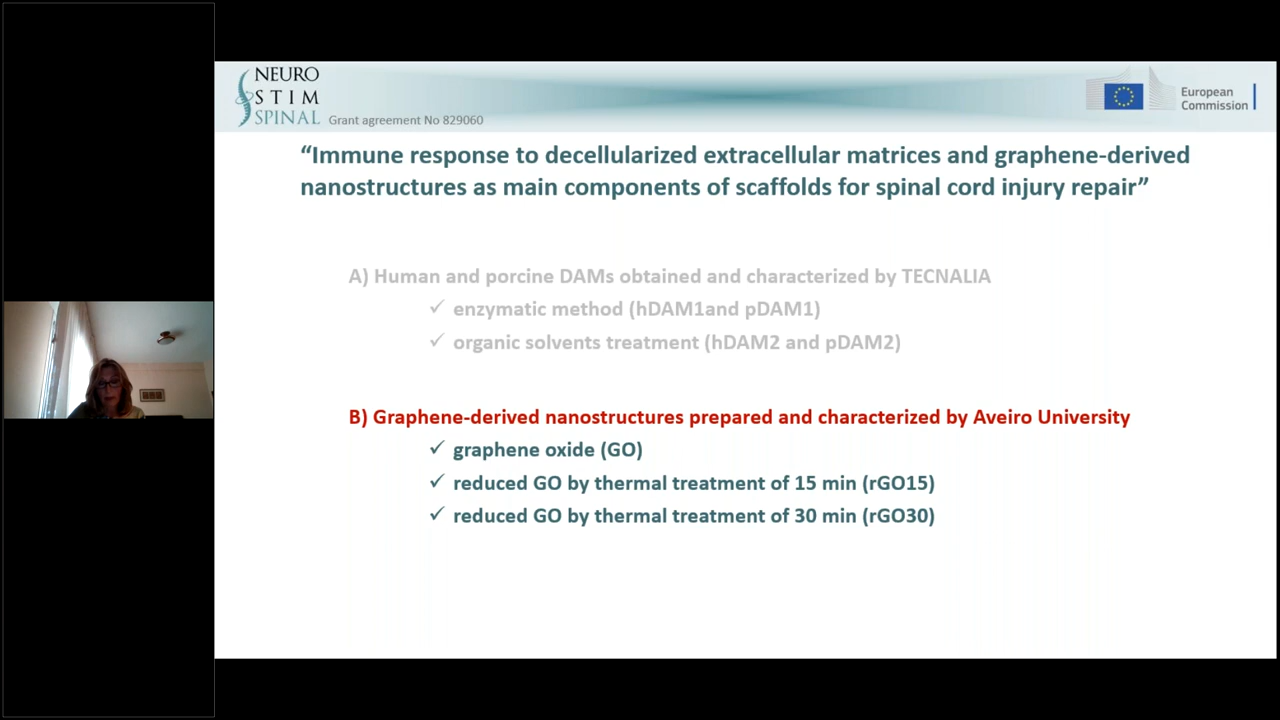 NEURO
STIM
SPINAL
Grant agreement No 829060
European
Commission
“Immune response to decellularized extracellular matrices and graphene-derived
nanostructures as main components of scaffolds for spinal cord injury repair”
A) Human and porcine DAMs obtained and characterized by TECNALIA
✓ enzymatic method (hDAM1and pDAM1)
✓ organic solvents treatment (hDAM2 and pDAM2)
B) Graphene-derived nanostructures prepared and characterized by Aveiro University
✓ graphene oxide (GO)
✓ reduced GO by thermal treatment of 15 min (rGO15)
✓ reduced GO by thermal treatment of 30 min (rGO30)